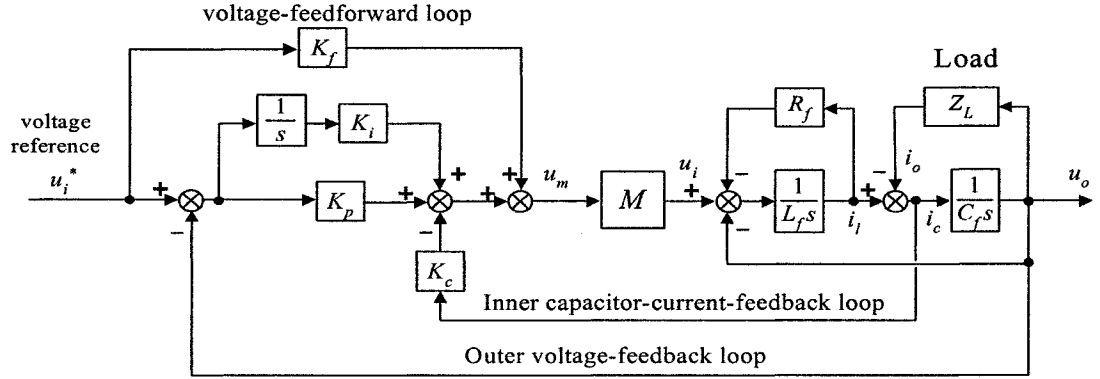 voltage-feedforward loop
K_f
Load
voltage
reference
u_i*
1/s
K_i
R_f
Z_L
+
−
K_p
+
+
+
−
K_c
+
+
u_m
M
u_i
+
−
−
1/(L_f s)
i_l
+
−
i_o
i_c
1/(C_f s)
u_o
Inner capacitor-current-feedback loop
Outer voltage-feedback loop